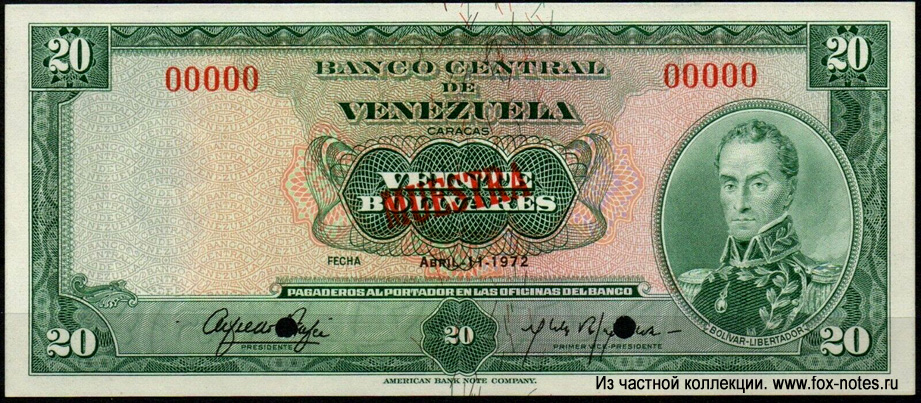 20 20
00000 00000
BANCO CENTRAL
DE
VENEZUELA
CARACAS
VEINTE
BOLIVARES
MUESTRA
FECHA ABRIL-11-1972
PAGADEROS AL PORTADOR EN LAS OFICINAS DEL BANCO
BOLIVAR-LIBERTADOR
20 20 20
PRESIDENTE PRIMER VICE-PRESIDENTE
AMERICAN BANK NOTE COMPANY.
Из частной коллекции. www.fox-notes.ru